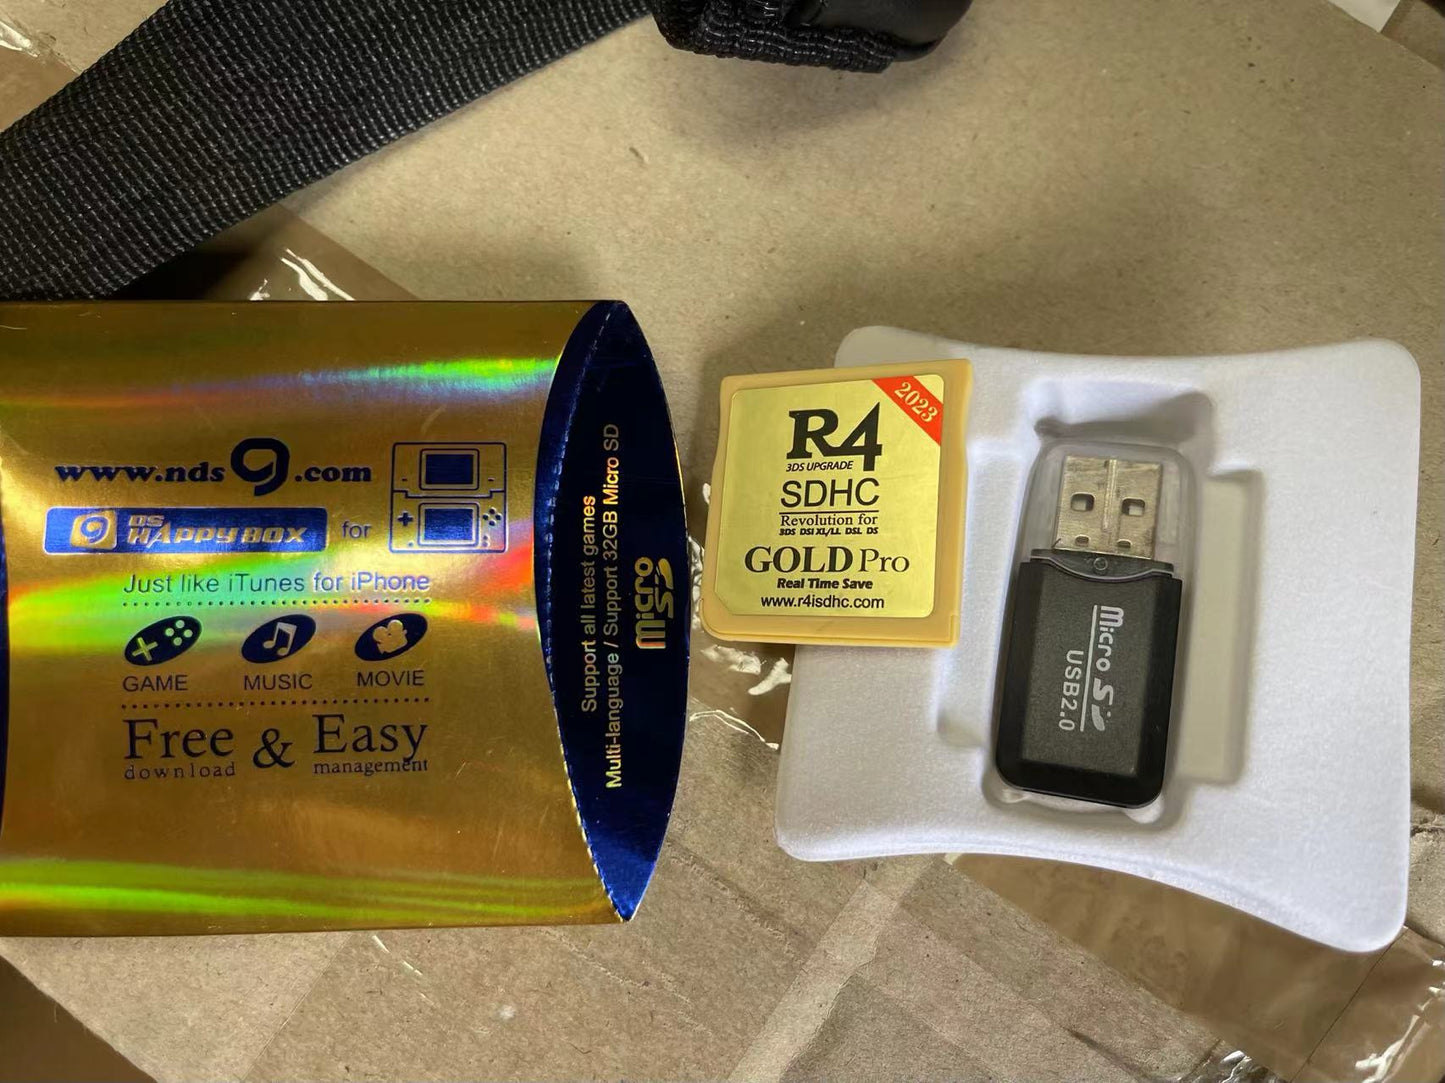 www.nds9.com
9 DS HAPPY BOX for
Just like iTunes for iPhone
GAME MUSIC MOVIE
Free & Easy
download management
Support all latest games
Multi-language / Support 32GB Micro SD
Micro SD
2023
R4
3DS UPGRADE
SDHC
Revolution for
3DS DSI XL/LL DSL DS
GOLD Pro
Real Time Save
www.r4isdhc.com
Micro SD
USB2.0